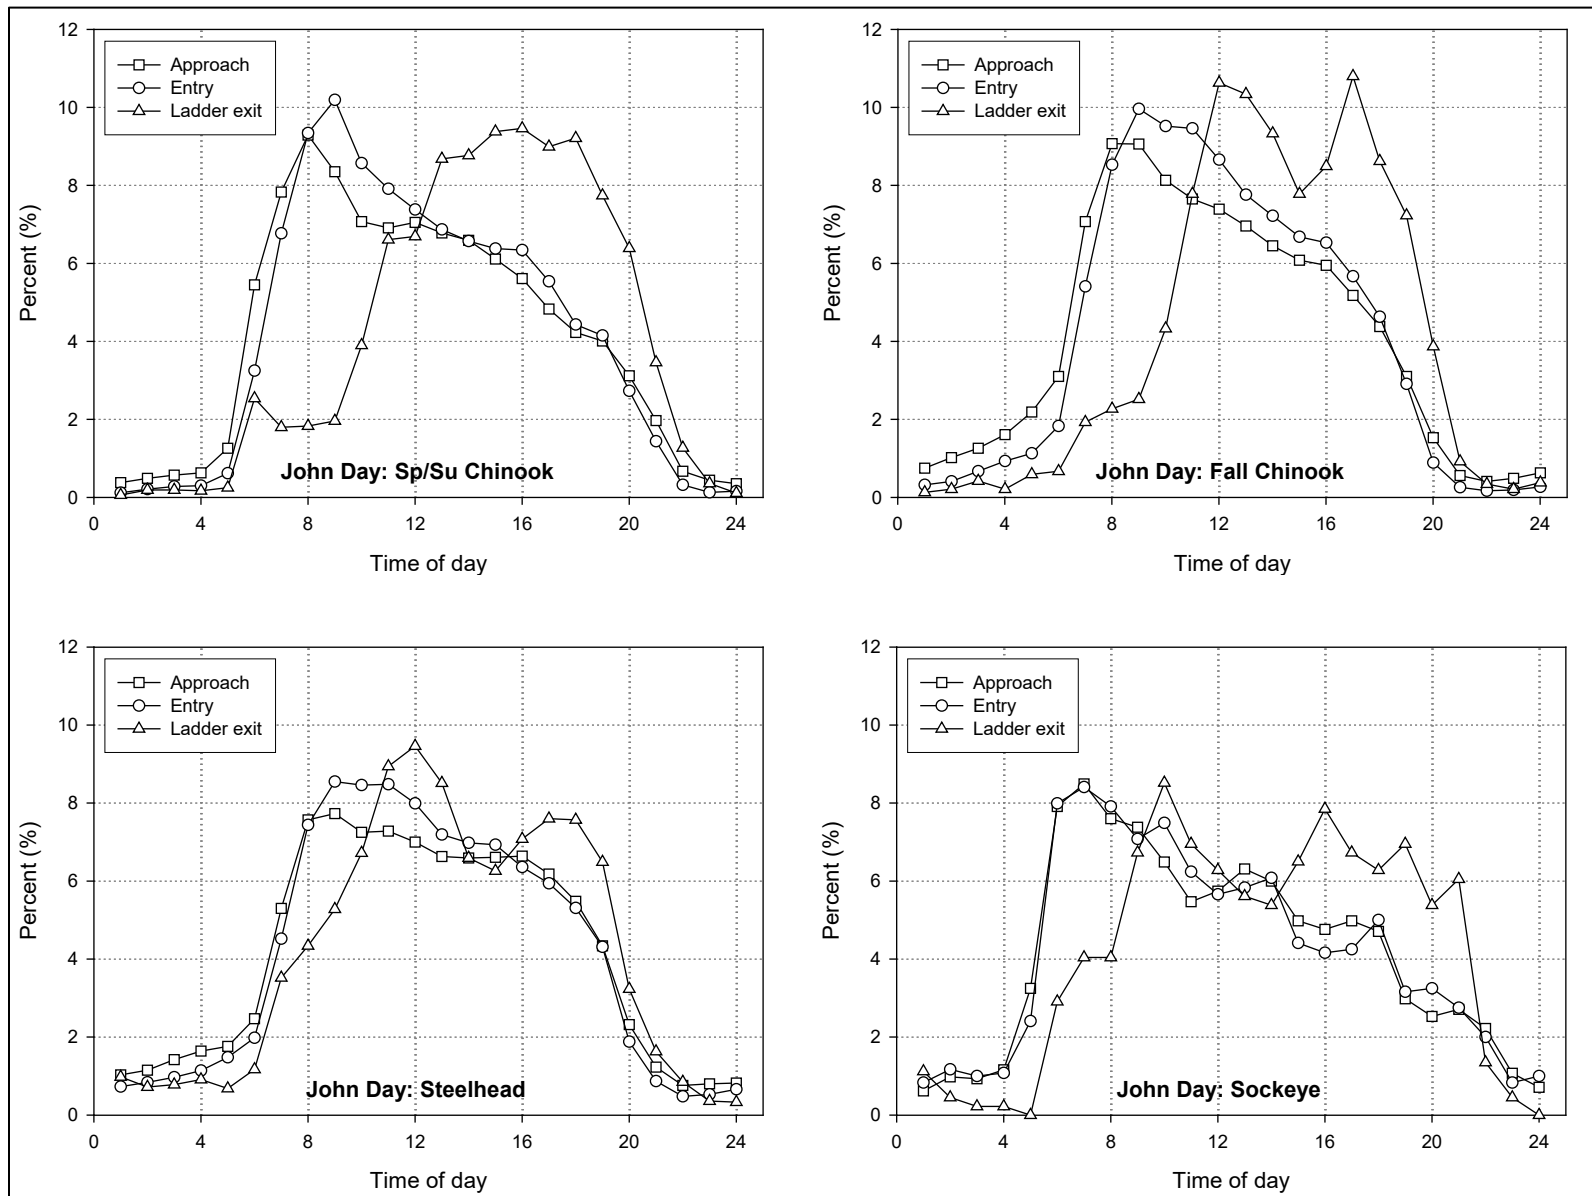 12
10
8
6
4
2
0
Percent (%)
Approach
Entry
Ladder exit
John Day: Sp/Su Chinook
0 4 8 12 16 20 24
Time of day
12
10
8
6
4
2
0
Percent (%)
Approach
Entry
Ladder exit
John Day: Fall Chinook
0 4 8 12 16 20 24
Time of day
12
10
8
6
4
2
0
Percent (%)
Approach
Entry
Ladder exit
John Day: Steelhead
0 4 8 12 16 20 24
Time of day
12
10
8
6
4
2
0
Percent (%)
Approach
Entry
Ladder exit
John Day: Sockeye
0 4 8 12 16 20 24
Time of day